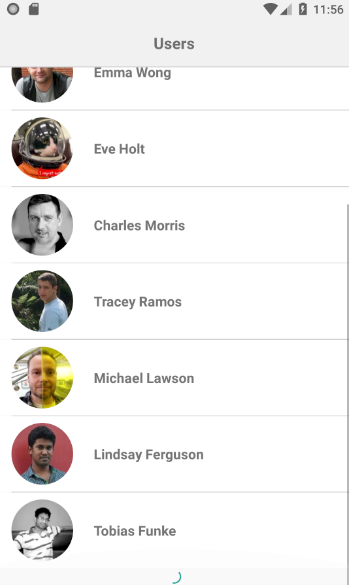 11:56
Users
Emma Wong
Eve Holt
Charles Morris
Tracey Ramos
Michael Lawson
Lindsay Ferguson
Tobias Funke